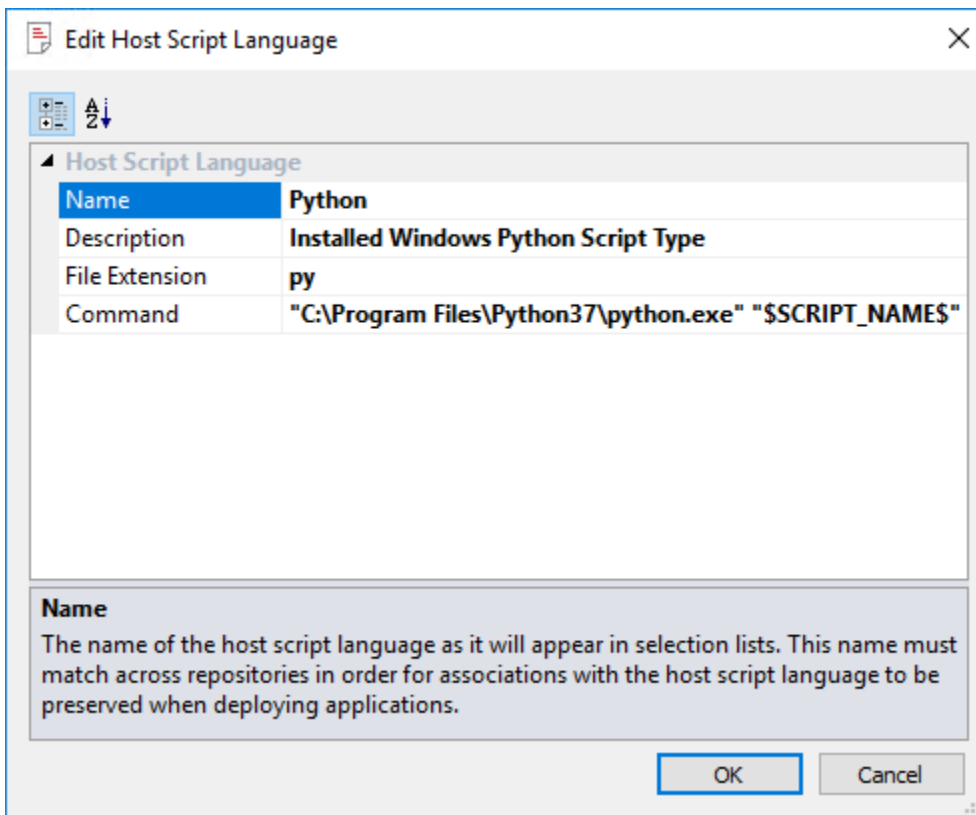 Edit Host Script Language
A
Z
Host Script Language
Name Python
Description Installed Windows Python Script Type
File Extension py
Command "C:\Program Files\Python37\python.exe" "$SCRIPT_NAME$"
Name
The name of the host script language as it will appear in selection lists. This name must
match across repositories in order for associations with the host script language to be
preserved when deploying applications.
OK Cancel